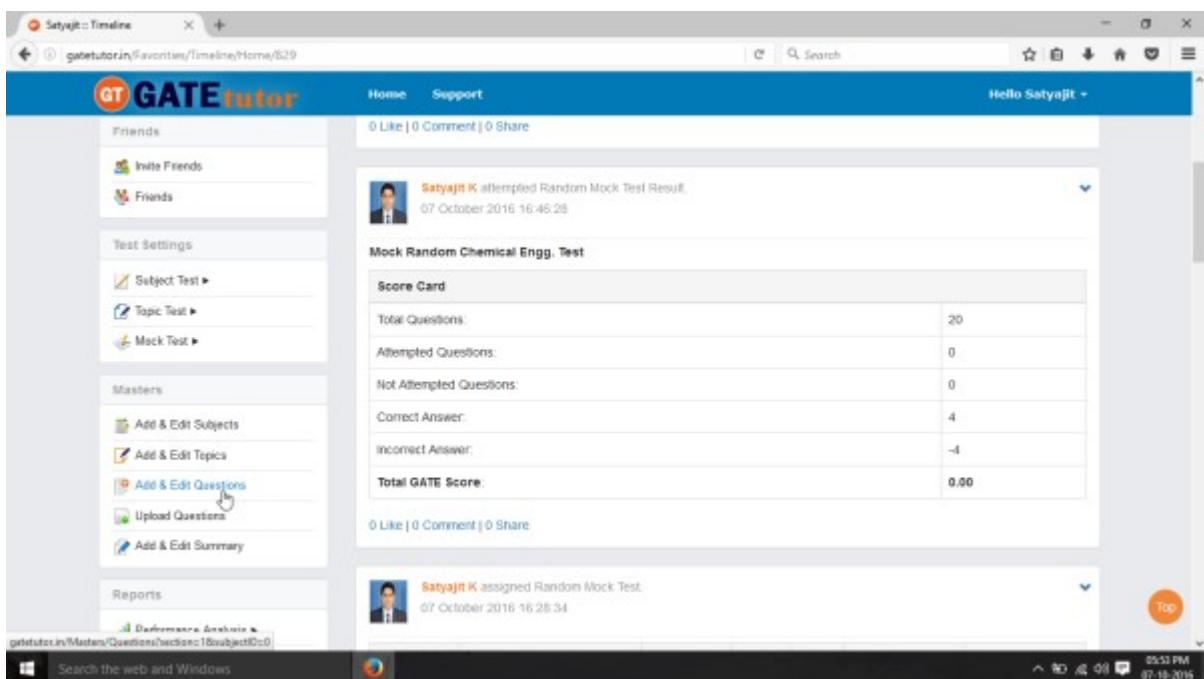 Satyajit :: Timeline
gatetutor.in/Favorities/Timeline/Home/829
Search
GT GATEtutor
Home Support
Hello Satyajit
Friends
Invite Friends
Friends
Test Settings
Subject Test
Topic Test
Mock Test
Masters
Add & Edit Subjects
Add & Edit Topics
Add & Edit Questions
Upload Questions
Add & Edit Summary
Reports
Performance Analysis
0 Like | 0 Comment | 0 Share
Satyajit K attempted Random Mock Test Result.
07 October 2016 16:46:28
Mock Random Chemical Engg. Test
Score Card
Total Questions: 20
Attempted Questions: 0
Not Attempted Questions: 0
Correct Answer: 4
Incorrect Answer: -4
Total GATE Score: 0.00
0 Like | 0 Comment | 0 Share
Satyajit K assigned Random Mock Test.
07 October 2016 16:28:34
Top
gatetutor.in/Masters/Questions?section=1&subjectID=0
Search the web and Windows
05:53 PM
07-10-2016